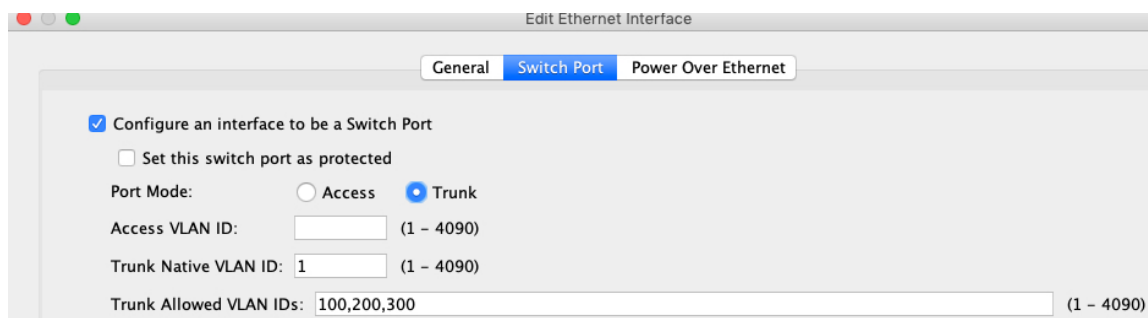 Edit Ethernet Interface
General Switch Port Power Over Ethernet
Configure an interface to be a Switch Port
Set this switch port as protected
Port Mode: Access Trunk
Access VLAN ID: (1 – 4090)
Trunk Native VLAN ID: 1 (1 – 4090)
Trunk Allowed VLAN IDs: 100,200,300 (1 – 4090)